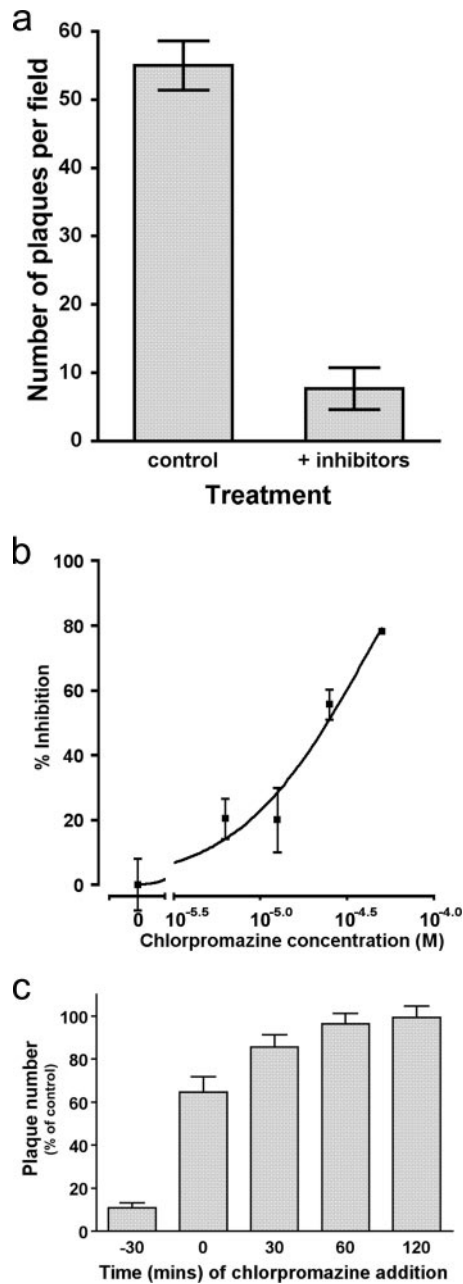 a
Number of plaques per field
60
50
40
30
20
10
0
control + inhibitors
Treatment
b
% Inhibition
100
80
60
40
20
0
0 10-5.5 10-5.0 10-4.5 10-4.0
Chlorpromazine concentration (M)
c
Plaque number
(% of control)
100
80
60
40
20
0
-30 0 30 60 120
Time (mins) of chlorpromazine addition